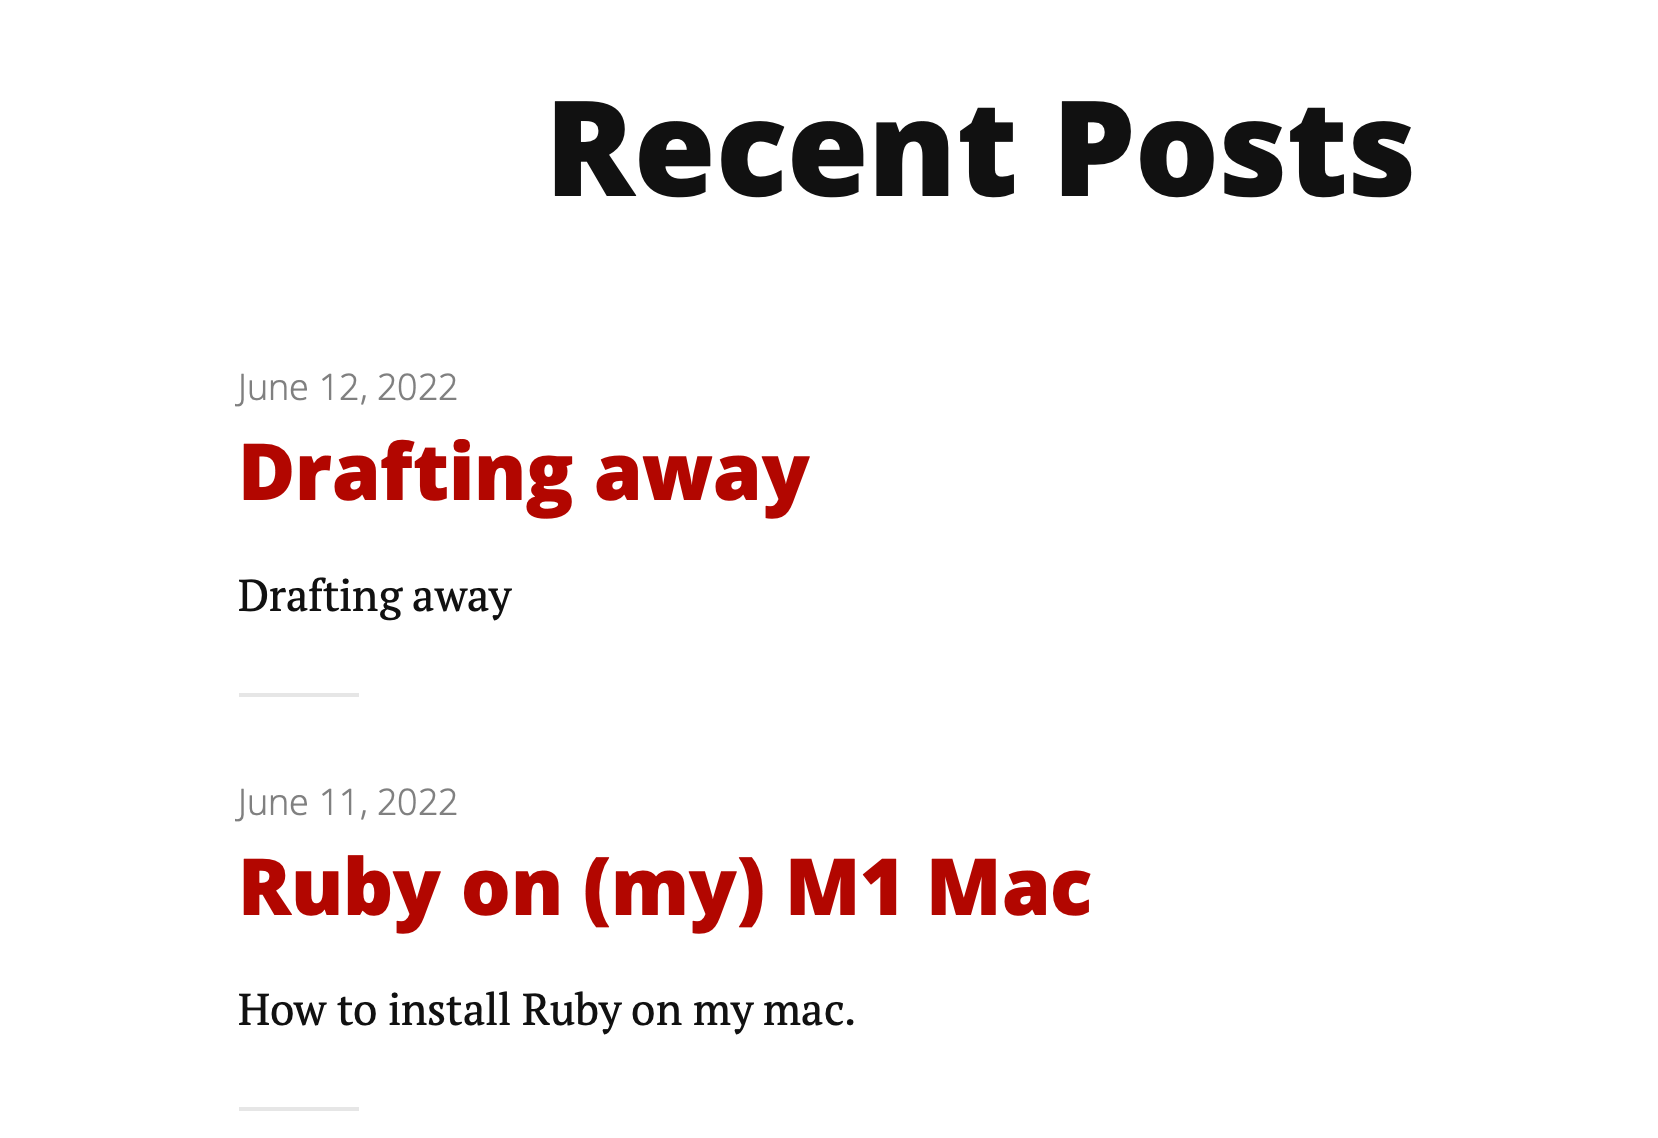 Recent Posts
June 12, 2022
Drafting away
Drafting away
June 11, 2022
Ruby on (my) M1 Mac
How to install Ruby on my mac.